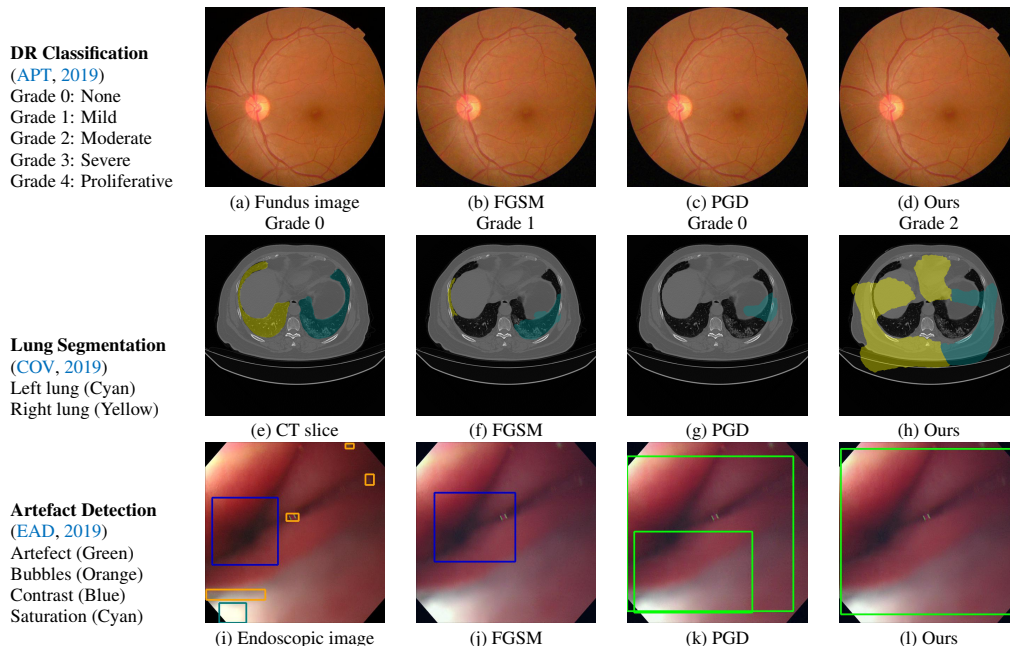 DR Classification
(APT, 2019)
Grade 0: None
Grade 1: Mild
Grade 2: Moderate
Grade 3: Severe
Grade 4: Proliferative
(a) Fundus image
Grade 0
(b) FGSM
Grade 1
(c) PGD
Grade 0
(d) Ours
Grade 2
Lung Segmentation
(COV, 2019)
Left lung (Cyan)
Right lung (Yellow)
(e) CT slice
(f) FGSM
(g) PGD
(h) Ours
Artefact Detection
(EAD, 2019)
Artefect (Green)
Bubbles (Orange)
Contrast (Blue)
Saturation (Cyan)
(i) Endoscopic image
(j) FGSM
(k) PGD
(l) Ours